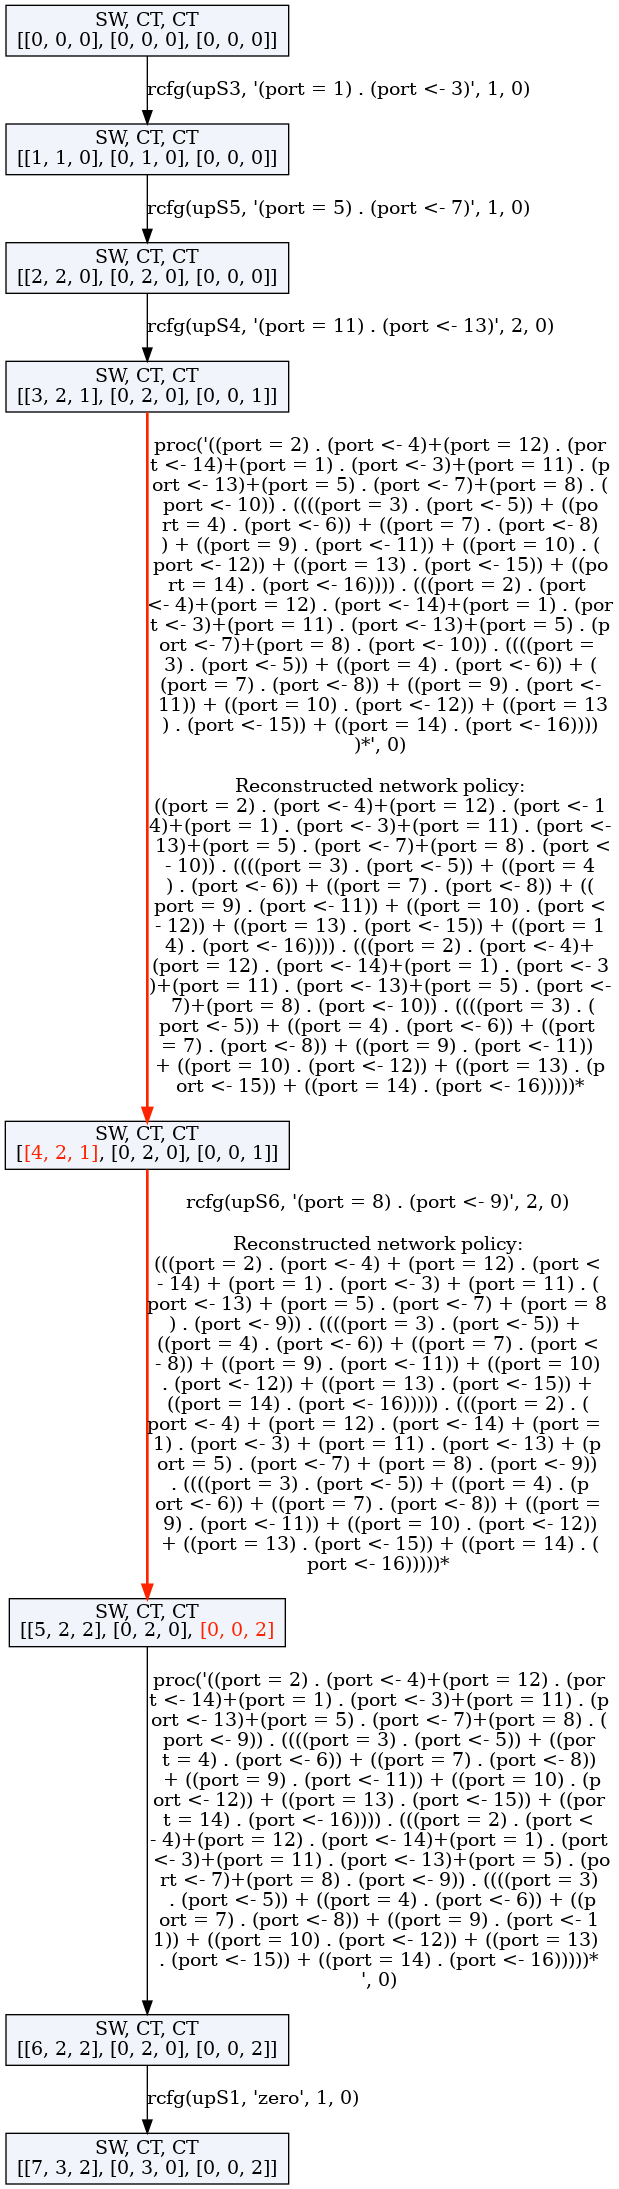 SW, CT, CT
[[0, 0, 0], [0, 0, 0], [0, 0, 0]]
rcfg(upS3, '(port = 1) . (port <- 3)', 1, 0)
SW, CT, CT
[[1, 1, 0], [0, 1, 0], [0, 0, 0]]
rcfg(upS5, '(port = 5) . (port <- 7)', 1, 0)
SW, CT, CT
[[2, 2, 0], [0, 2, 0], [0, 0, 0]]
rcfg(upS4, '(port = 11) . (port <- 13)', 2, 0)
SW, CT, CT
[[3, 2, 1], [0, 2, 0], [0, 0, 1]]
proc('((port = 2) . (port <- 4)+(port = 12) . (por
t <- 14)+(port = 1) . (port <- 3)+(port = 11) . (p
ort <- 13)+(port = 5) . (port <- 7)+(port = 8) . (
port <- 10)) . ((((port = 3) . (port <- 5)) + ((po
rt = 4) . (port <- 6)) + ((port = 7) . (port <- 8)
) + ((port = 9) . (port <- 11)) + ((port = 10) . (
port <- 12)) + ((port = 13) . (port <- 15)) + ((po
rt = 14) . (port <- 16)))) . (((port = 2) . (port
<- 4)+(port = 12) . (port <- 14)+(port = 1) . (por
t <- 3)+(port = 11) . (port <- 13)+(port = 5) . (p
ort <- 7)+(port = 8) . (port <- 10)) . ((((port =
3) . (port <- 5)) + ((port = 4) . (port <- 6)) + (
(port = 7) . (port <- 8)) + ((port = 9) . (port <-
11)) + ((port = 10) . (port <- 12)) + ((port = 13
) . (port <- 15)) + ((port = 14) . (port <- 16))))
)*', 0)
Reconstructed network policy:
((port = 2) . (port <- 4)+(port = 12) . (port <- 1
4)+(port = 1) . (port <- 3)+(port = 11) . (port <-
13)+(port = 5) . (port <- 7)+(port = 8) . (port <
- 10)) . ((((port = 3) . (port <- 5)) + ((port = 4
) . (port <- 6)) + ((port = 7) . (port <- 8)) + ((
port = 9) . (port <- 11)) + ((port = 10) . (port <
- 12)) + ((port = 13) . (port <- 15)) + ((port = 1
4) . (port <- 16)))) . (((port = 2) . (port <- 4)+
(port = 12) . (port <- 14)+(port = 1) . (port <- 3
)+(port = 11) . (port <- 13)+(port = 5) . (port <-
7)+(port = 8) . (port <- 10)) . ((((port = 3) . (
port <- 5)) + ((port = 4) . (port <- 6)) + ((port
= 7) . (port <- 8)) + ((port = 9) . (port <- 11))
+ ((port = 10) . (port <- 12)) + ((port = 13) . (p
ort <- 15)) + ((port = 14) . (port <- 16)))))*
SW, CT, CT
[[4, 2, 1], [0, 2, 0], [0, 0, 1]]
rcfg(upS6, '(port = 8) . (port <- 9)', 2, 0)
Reconstructed network policy:
(((port = 2) . (port <- 4) + (port = 12) . (port <
- 14) + (port = 1) . (port <- 3) + (port = 11) . (
port <- 13) + (port = 5) . (port <- 7) + (port = 8
) . (port <- 9)) . ((((port = 3) . (port <- 5)) +
((port = 4) . (port <- 6)) + ((port = 7) . (port <
- 8)) + ((port = 9) . (port <- 11)) + ((port = 10)
. (port <- 12)) + ((port = 13) . (port <- 15)) +
((port = 14) . (port <- 16))))) . (((port = 2) . (
port <- 4) + (port = 12) . (port <- 14) + (port =
1) . (port <- 3) + (port = 11) . (port <- 13) + (p
ort = 5) . (port <- 7) + (port = 8) . (port <- 9))
. ((((port = 3) . (port <- 5)) + ((port = 4) . (p
ort <- 6)) + ((port = 7) . (port <- 8)) + ((port =
9) . (port <- 11)) + ((port = 10) . (port <- 12))
+ ((port = 13) . (port <- 15)) + ((port = 14) . (
port <- 16)))))*
SW, CT, CT
[[5, 2, 2], [0, 2, 0], [0, 0, 2]]
proc('((port = 2) . (port <- 4)+(port = 12) . (por
t <- 14)+(port = 1) . (port <- 3)+(port = 11) . (p
ort <- 13)+(port = 5) . (port <- 7)+(port = 8) . (
port <- 9)) . ((((port = 3) . (port <- 5)) + ((por
t = 4) . (port <- 6)) + ((port = 7) . (port <- 8))
+ ((port = 9) . (port <- 11)) + ((port = 10) . (p
ort <- 12)) + ((port = 13) . (port <- 15)) + ((por
t = 14) . (port <- 16)))) . (((port = 2) . (port <
- 4)+(port = 12) . (port <- 14)+(port = 1) . (port
<- 3)+(port = 11) . (port <- 13)+(port = 5) . (po
rt <- 7)+(port = 8) . (port <- 9)) . ((((port = 3)
. (port <- 5)) + ((port = 4) . (port <- 6)) + ((p
ort = 7) . (port <- 8)) + ((port = 9) . (port <- 1
1)) + ((port = 10) . (port <- 12)) + ((port = 13)
. (port <- 15)) + ((port = 14) . (port <- 16)))))*
', 0)
SW, CT, CT
[[6, 2, 2], [0, 2, 0], [0, 0, 2]]
rcfg(upS1, 'zero', 1, 0)
SW, CT, CT
[[7, 3, 2], [0, 3, 0], [0, 0, 2]]